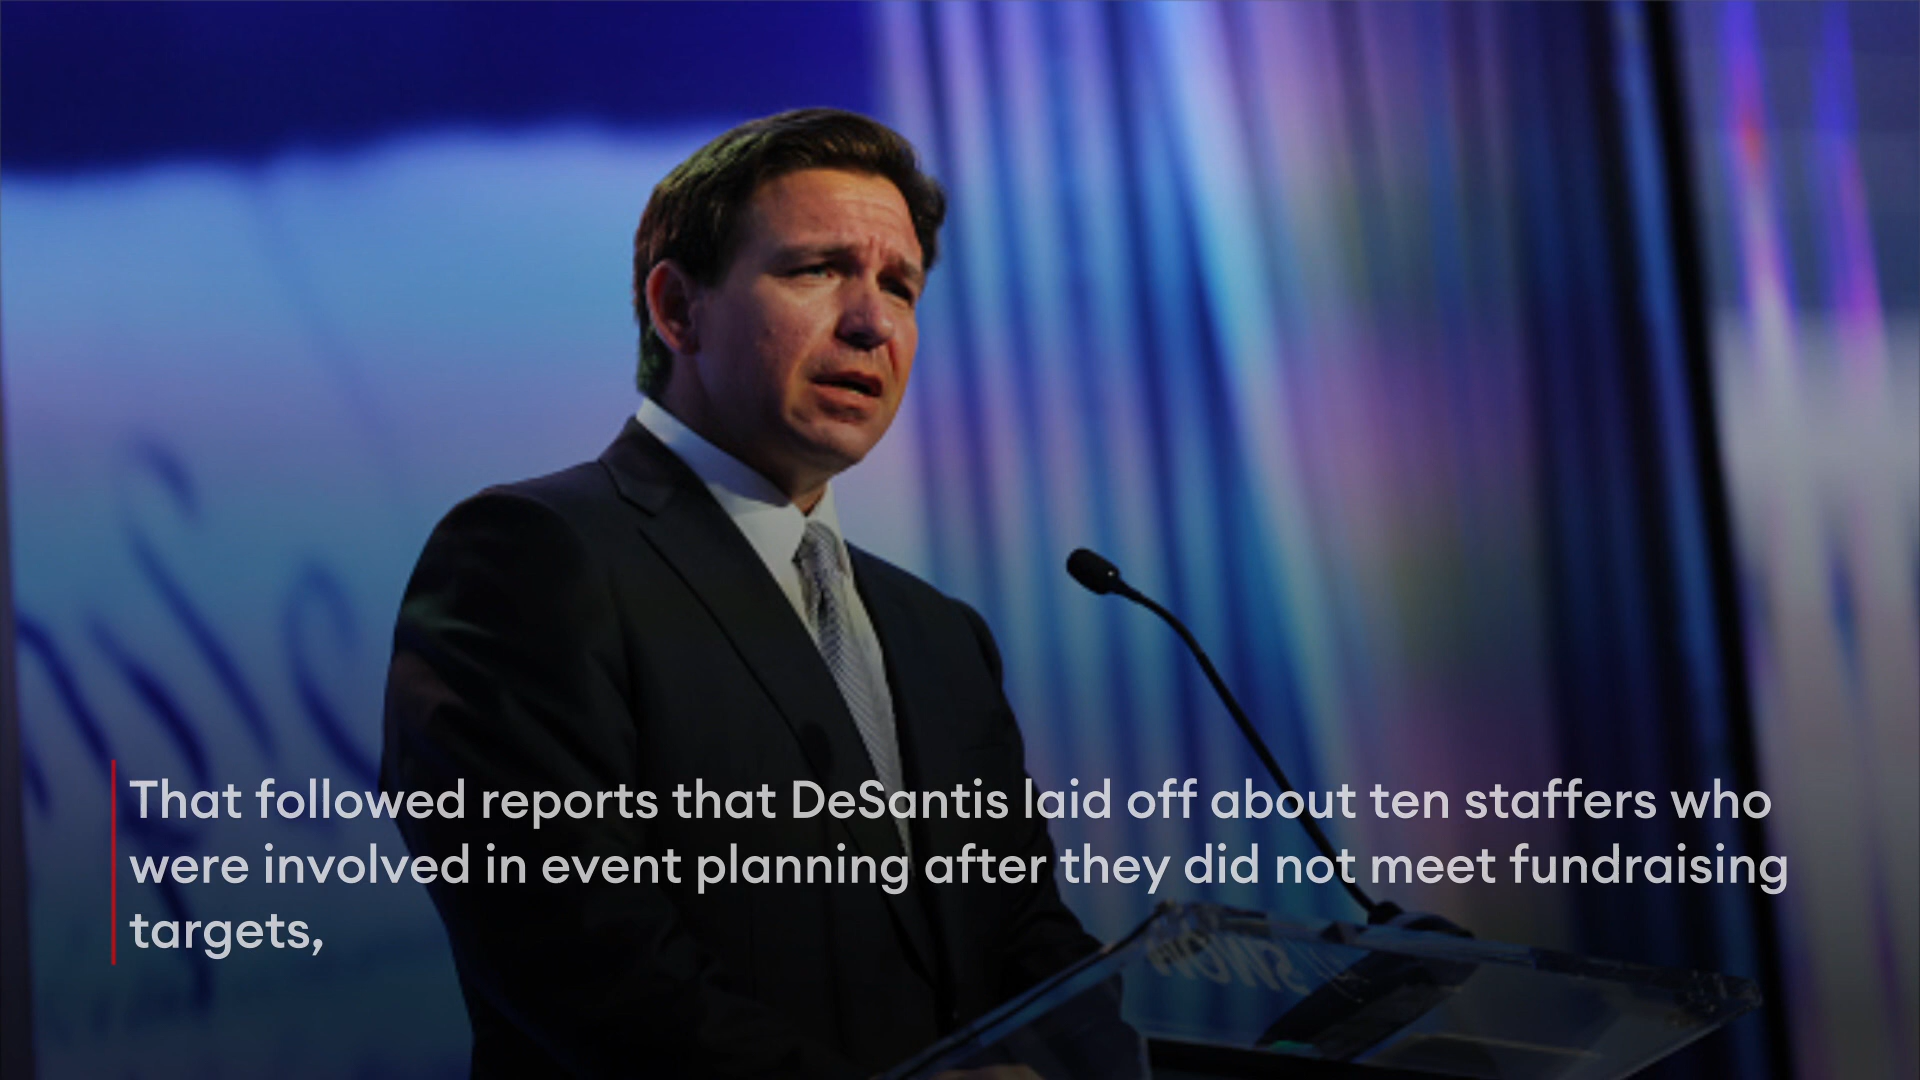 That followed reports that DeSantis laid off about ten staffers who
were involved in event planning after they did not meet fundraising
targets,